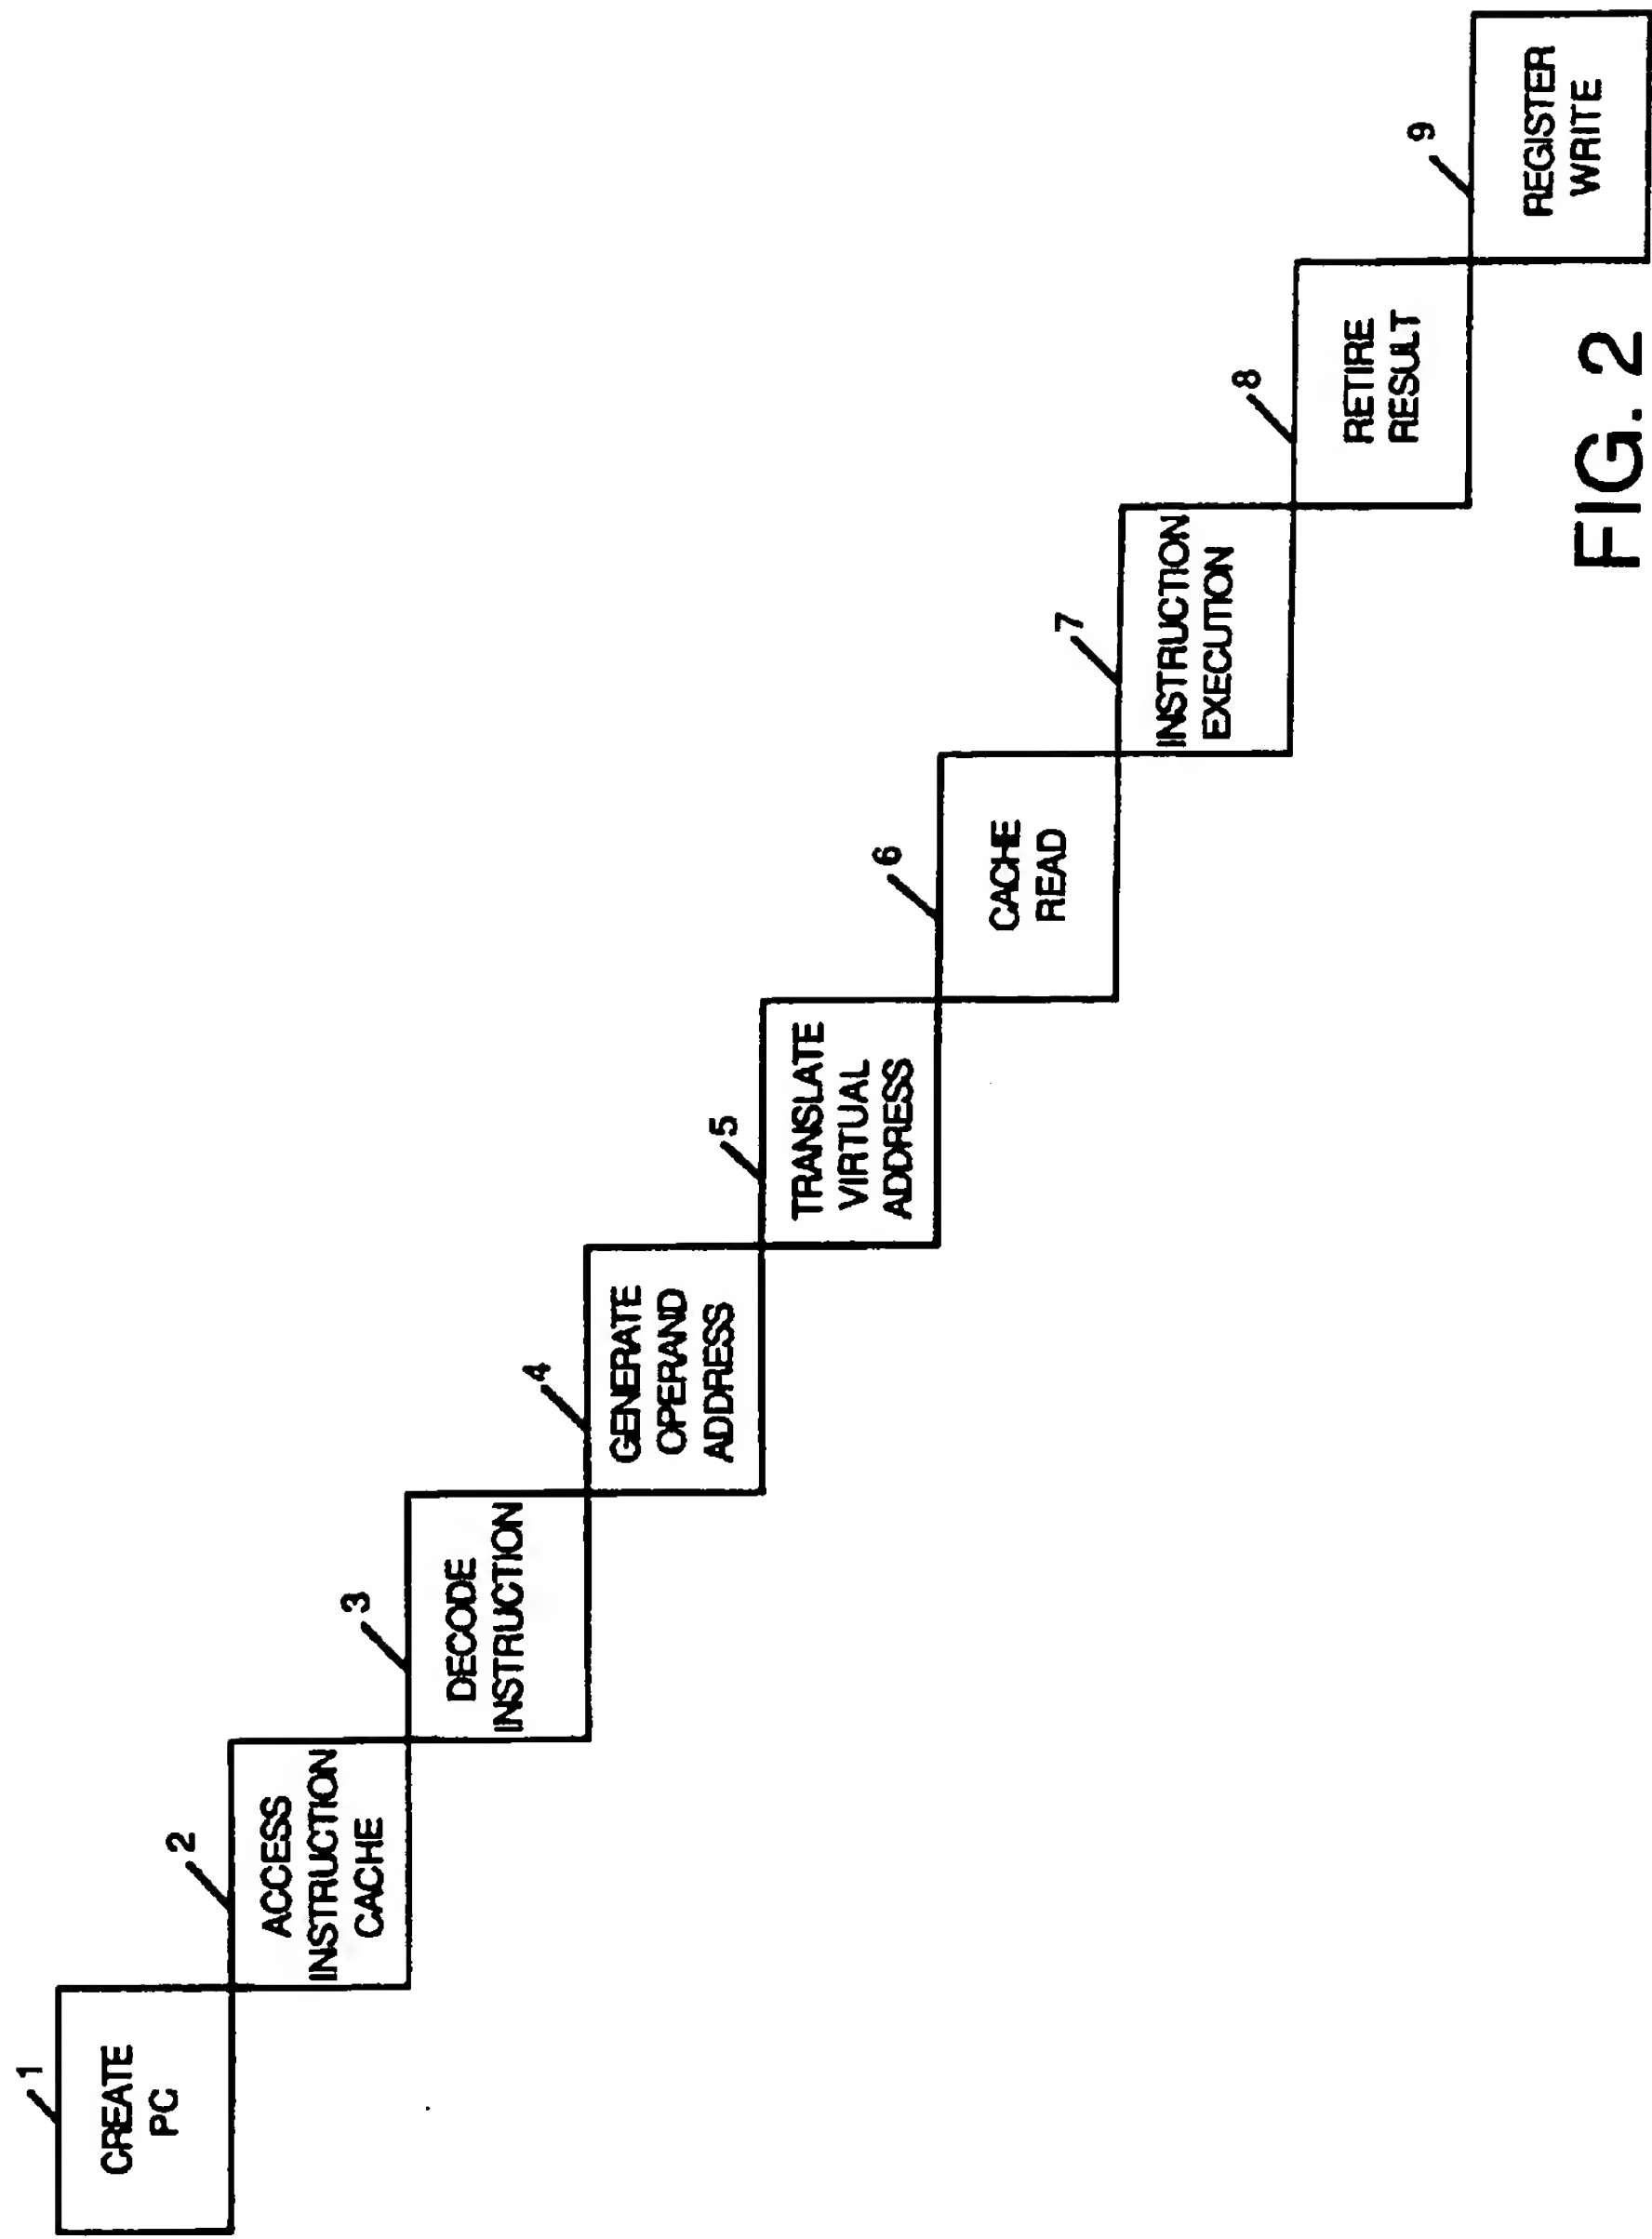 1
CREATE
PC
2
ACCESS
INSTRUCTION
CACHE
3
DECODE
INSTRUCTION
4
GENERATE
OPERAND
ADDRESS
5
TRANSLATE
VIRTUAL
ADDRESS
6
CACHE
READ
7
INSTRUCTION
EXECUTION
8
RETIRE
RESULT
9
REGISTER
WRITE
FIG. 2